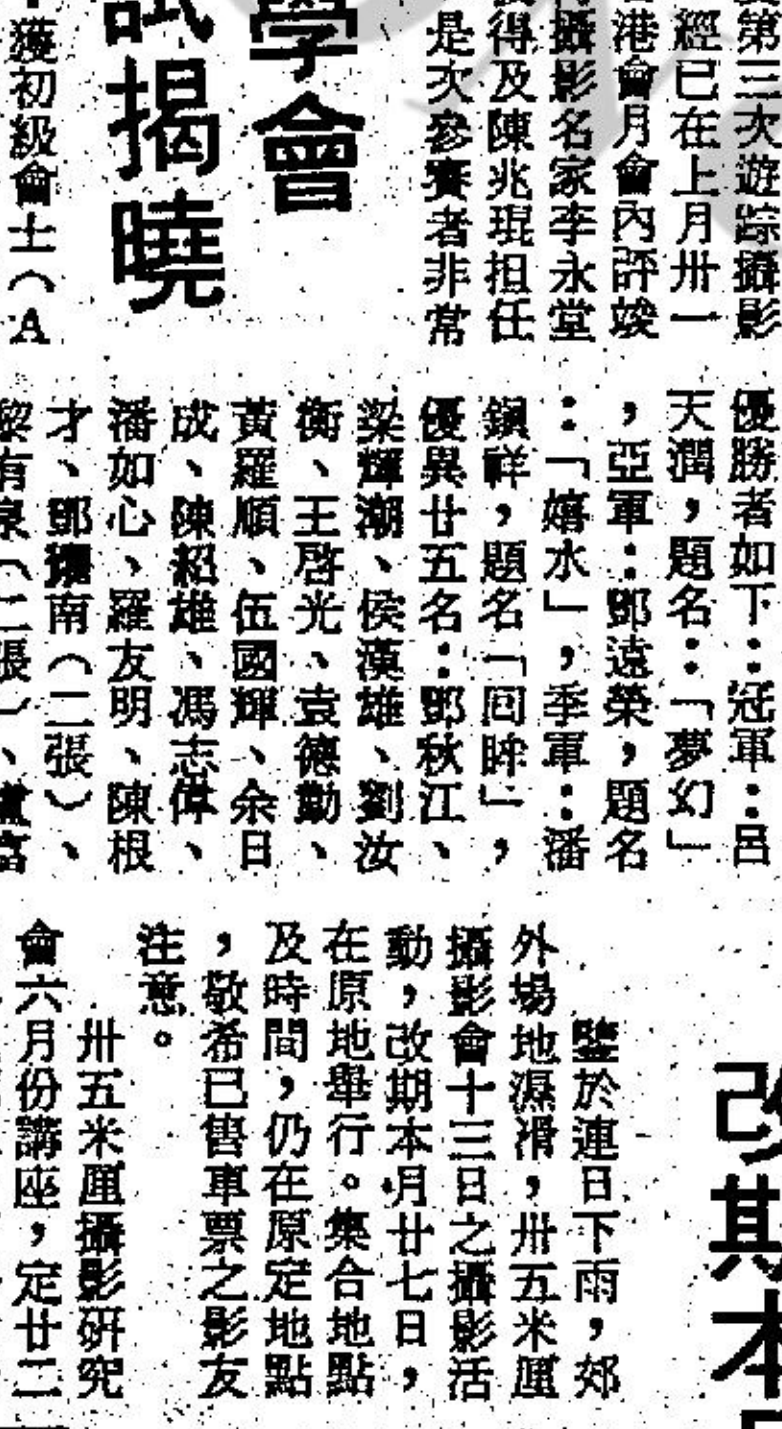 第三次遊踪攝影
經已在上月卅一
港會月會內評竣
攝影名家李永堂
得及陳兆琨担任
是次參賽者非常
學會
試揭曉
獲初級會士（A
優勝者如下：冠軍：呂
天潤，題名：「夢幻」
，亞軍：鄧遠榮，題名
：「嬉水」，季軍：潘
鎭祥，題名「回眸」，
優異廿五名：鄧秋江、
梁輝潮、侯漢雄、劉汝
衡、王啓光、袁德勤、
黃羅順、伍國輝、余日
成、陳紹雄、馮志偉、
潘如心、羅友明、陳根
才、鄧南（二張）、
黎有泉（二張）、盧富
改期本
鑒於連日下雨，郊
外場地濕滑，卅五米厘
攝影會十三日之攝影活
動，改期本月廿七日，
在原地舉行。集合地點
及時間，仍在原定地點
，敬希已售車票之影友
注意。
卅五米厘攝影硏究
會六月份講座，定廿二